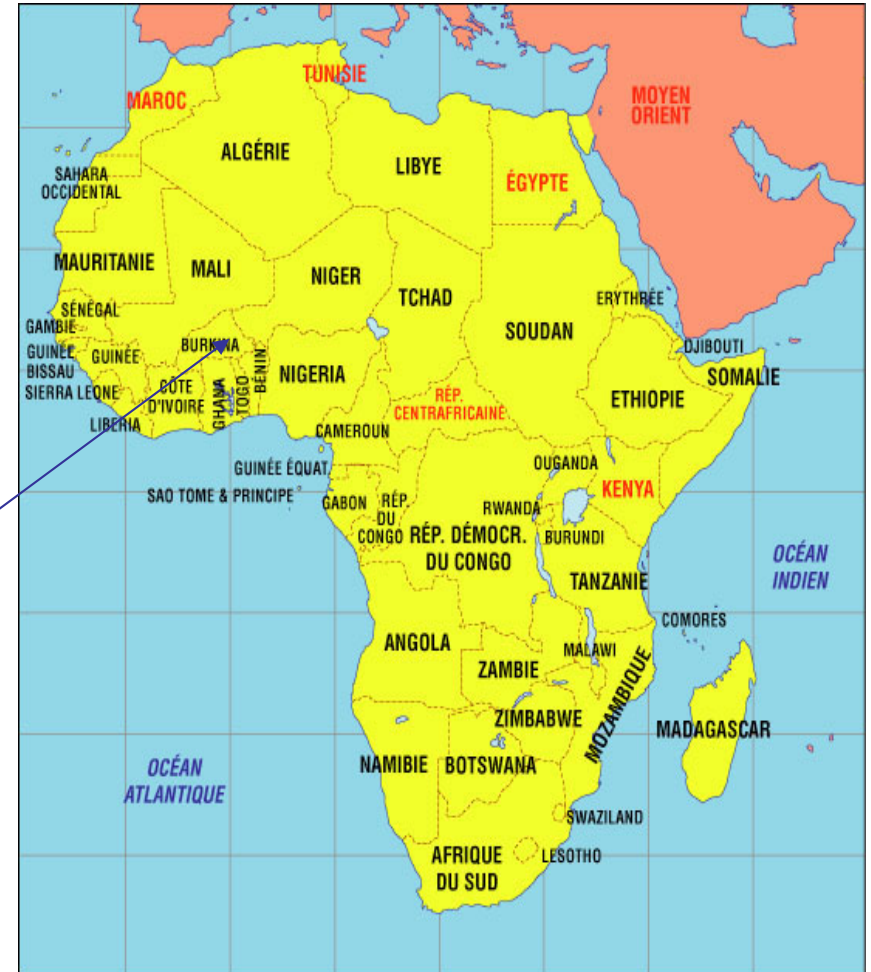 TUNISIE
MAROC
MOYEN
ORIENT
ALGÉRIE
LIBYE
ÉGYPTE
SAHARA
OCCIDENTAL
MAURITANIE
MALI
NIGER
TCHAD
ERYTHRÉE
SÉNÉGAL
GAMBIE
SOUDAN
BURKINA
DJIBOUTI
GUINÉE
BISSAU
GUINÉE
BÉNIN
NIGERIA
SOMALIE
SIERRA LEONE
CÔTE
D'IVOIRE
GHANA
TOGO
RÉP.
CENTRAFRICAINE
ETHIOPIE
LIBERIA
CAMEROUN
GUINÉE ÉQUAT.
OUGANDA
SAO TOME & PRINCIPE
GABON
RÉP.
DU
CONGO
RWANDA
KENYA
RÉP. DÉMOCR.
DU CONGO
BURUNDI
OCÉAN
INDIEN
TANZANIE
COMORES
ANGOLA
ZAMBIE
MALAWI
MOZAMBIQUE
ZIMBABWE
MADAGASCAR
NAMIBIE
BOTSWANA
OCÉAN
ATLANTIQUE
SWAZILAND
AFRIQUE
DU SUD
LESOTHO